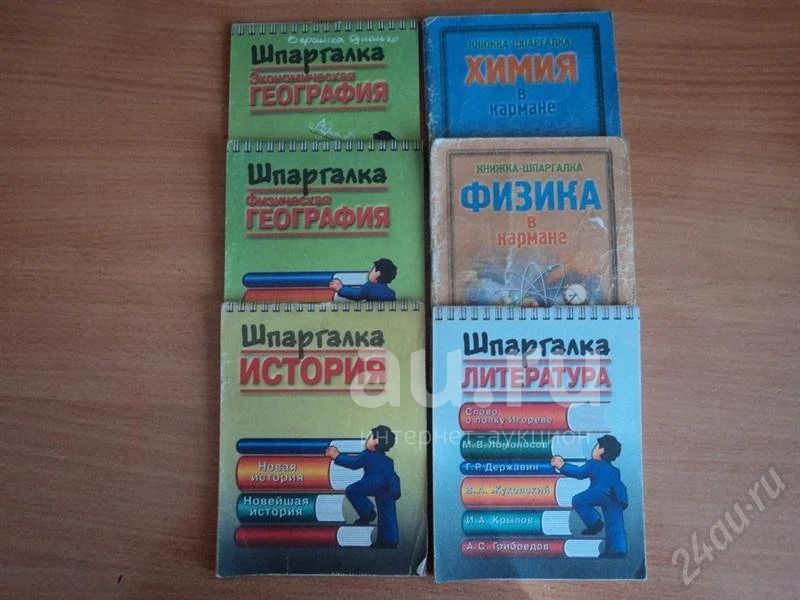 Шпаргалка
Экономическая
ГЕОГРАФИЯ
КНИЖКА-ШПАРГАЛКА
ХИМИЯ
в
кармане
Шпаргалка
Физическая
ГЕОГРАФИЯ
КНИЖКА-ШПАРГАЛКА
ФИЗИКА
в
кармане
Шпаргалка
ИСТОРИЯ
Новая
история
Новейшая
история
Шпаргалка
ЛИТЕРАТУРА
Слово
о полку Игореве
М.В.Ломоносов
Г.Р.Державин
В.А.Жуковский
И.А.Крылов
А.С.Грибоедов
au.ru
интернет-аукцион
24au.ru